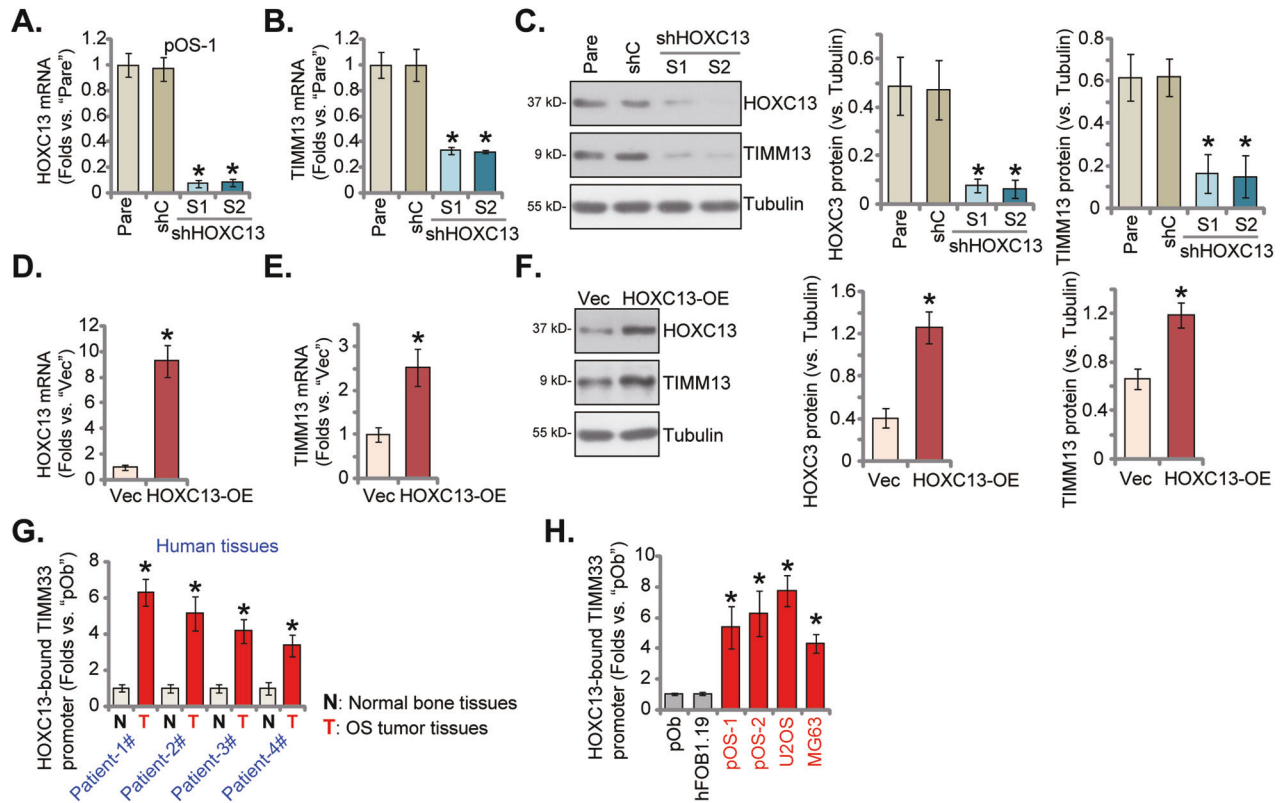 A.
HOXC13 mRNA
(Folds vs. “Pare”)
pOS-1
1.2
1
0.8
0.6
0.4
0.2
0
*
*
Pare
shC
S1
S2
shHOXC13
B.
TIMM13 mRNA
(Folds vs. “Pare”)
1.2
1
0.8
0.6
0.4
0.2
0
*
*
Pare
shC
S1
S2
shHOXC13
C.
Pare
shC
shHOXC13
S1
S2
37 kD-
HOXC13
9 kD-
TIMM13
55 kD-
Tubulin
HOXC3 protein (vs. Tubulin)
0.6
0.4
0.2
0
*
*
Pare
shC
S1
S2
shHOXC13
TIMM13 protein (vs. Tubulin)
0.8
0.6
0.4
0.2
0
*
*
Pare
shC
S1
S2
shHOXC13
D.
HOXC13 mRNA
(Folds vs. “Vec”)
12
10
8
6
4
2
0
*
Vec
HOXC13-OE
E.
TIMM13 mRNA
(Folds vs. “Vec”)
3
2
1
0
*
Vec
HOXC13-OE
F.
Vec
HOXC13-OE
37 kD-
HOXC13
9 kD-
TIMM13
55 kD-
Tubulin
HOXC3 protein (vs. Tubulin)
1.6
1.2
0.8
0.4
0
*
Vec
HOXC13-OE
TIMM13 protein (vs. Tubulin)
1.2
0.9
0.6
0.3
0
*
Vec
HOXC13-OE
G.
HOXC13-bound TIMM33
promoter (Folds vs. “pOb”)
Human tissues
8
6
4
2
0
*
*
*
*
N T N T N T N T
Patient-1#
Patient-2#
Patient-3#
Patient-4#
N: Normal bone tissues
T: OS tumor tissues
H.
HOXC13-bound TIMM33
promoter (Folds vs. “pOb”)
10
8
6
4
2
0
*
*
*
*
pOb
hFOB1.19
pOS-1
pOS-2
U2OS
MG63